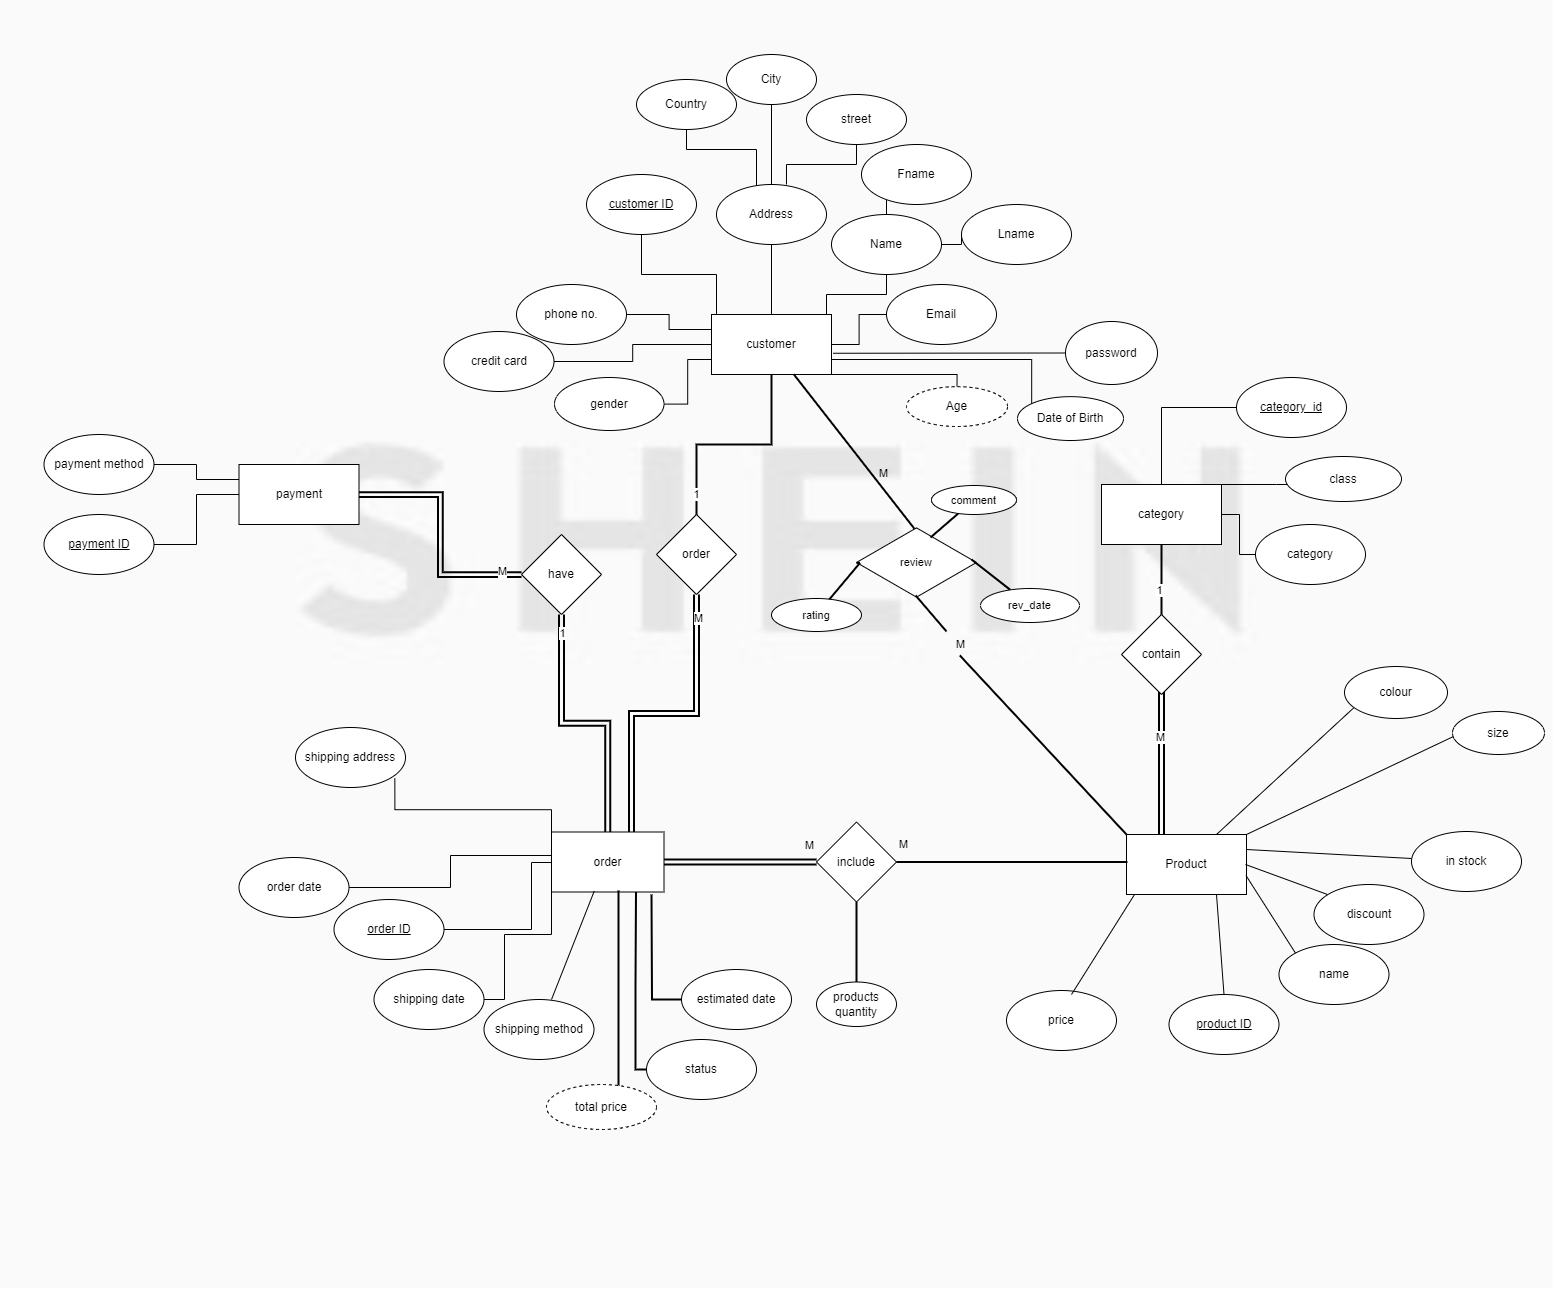 City
Country
street
Fname
customer ID
Address
Lname
Name
phone no.
Email
customer
password
credit card
gender
Age
Date of Birth
category_id
payment method
payment
M
class
comment
1
category
SHEIN
payment ID
M
have
order
review
category
1
rating
rev_date
1
M
M
contain
colour
M
size
shipping address
M
M
order
include
Product
in stock
order date
discount
order ID
name
shipping date
estimated date
products
quantity
shipping method
price
product ID
status
total price